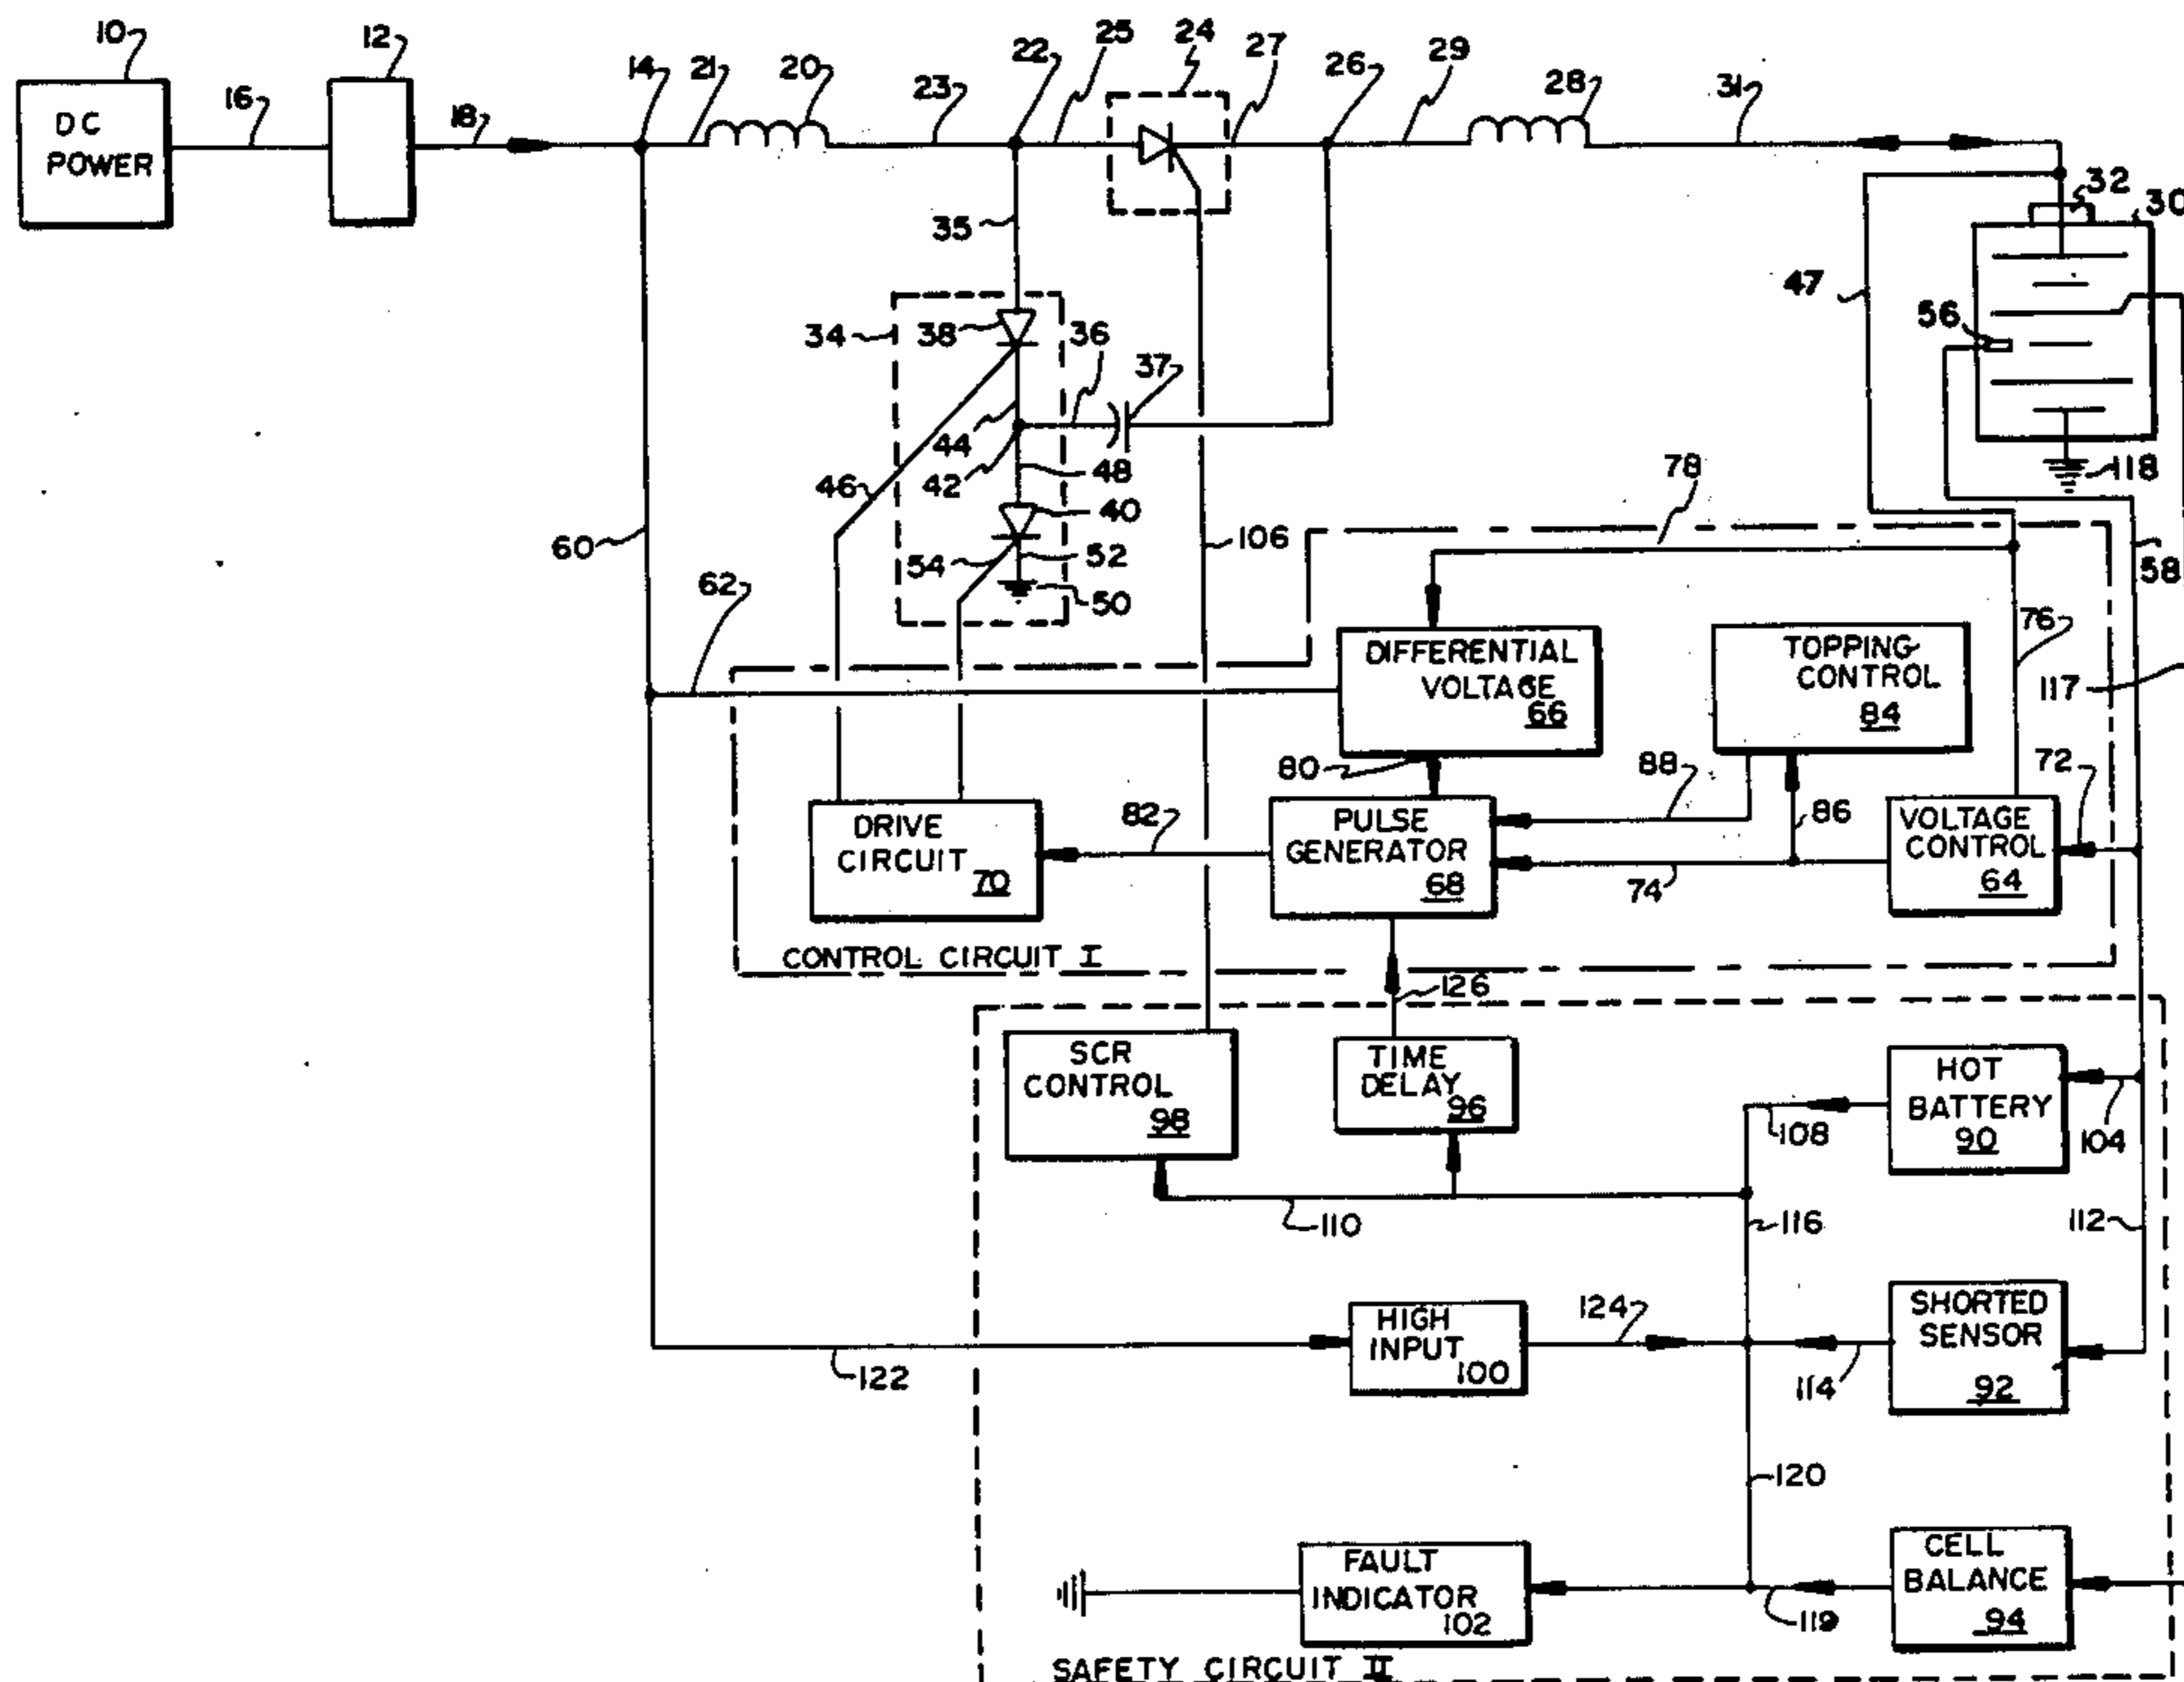 10 12 14 21 20 23 22 25 24 27 26 29 28 31
16 18
DC
POWER
32 30
35
47
34 38 36 37
56
44
46 42 48
118
78
40
60 106
54 52
58
50
62
76
DIFFERENTIAL
VOLTAGE
66
TOPPING
CONTROL
84
117
80 88 72
82 86
DRIVE
CIRCUIT
70
PULSE
GENERATOR
68
74
VOLTAGE
CONTROL
64
CONTROL CIRCUIT I
126
SCR
CONTROL
98
TIME
DELAY
96
HOT
BATTERY
90
108 104
110 116 112
HIGH
INPUT
100
124
SHORTED
SENSOR
92
122 114
120
FAULT
INDICATOR
102
CELL
BALANCE
94
119
SAFETY CIRCUIT II